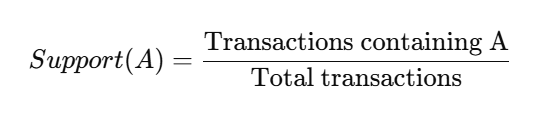 Support(A) = Transactions containing A
Total transactions